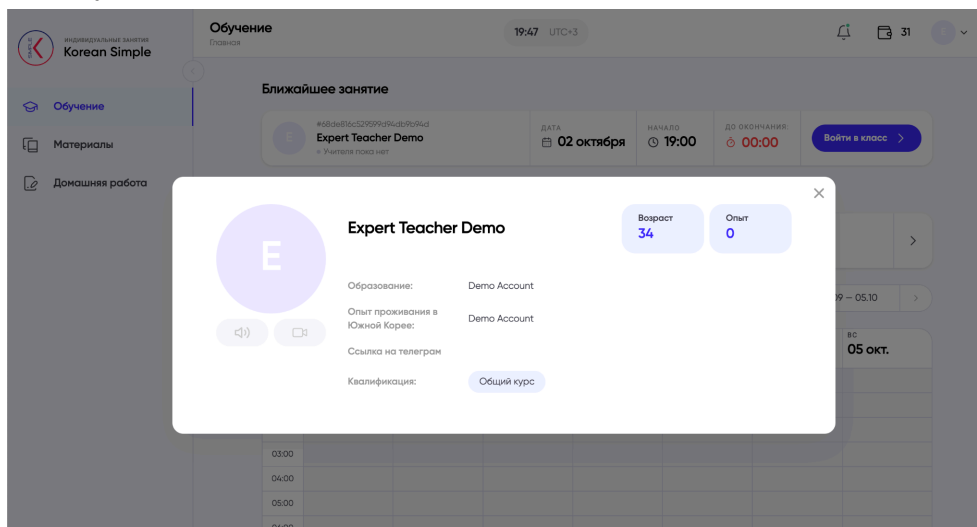 SIMPLE
ИНДИВИДУАЛЬНЫЕ ЗАНЯТИЯ
Korean Simple
Обучение
Главная
19:47 UTC+3
31
Обучение
Материалы
Домашняя работа
Ближайшее занятие
E
Expert Teacher Demo
Учителя пока нет
ДАТА
02 октября
НАЧАЛО
19:00
ДО ОКОНЧАНИЯ:
00:00
Войти в класс
E
Expert Teacher Demo
Возраст
34
Опыт
0
Образование:
Demo Account
Опыт проживания в
Южной Корее:
Demo Account
Ссылка на телеграм
Квалификация:
Общий курс
09 — 05.10
ВС
05 окт.
03:00
04:00
05:00